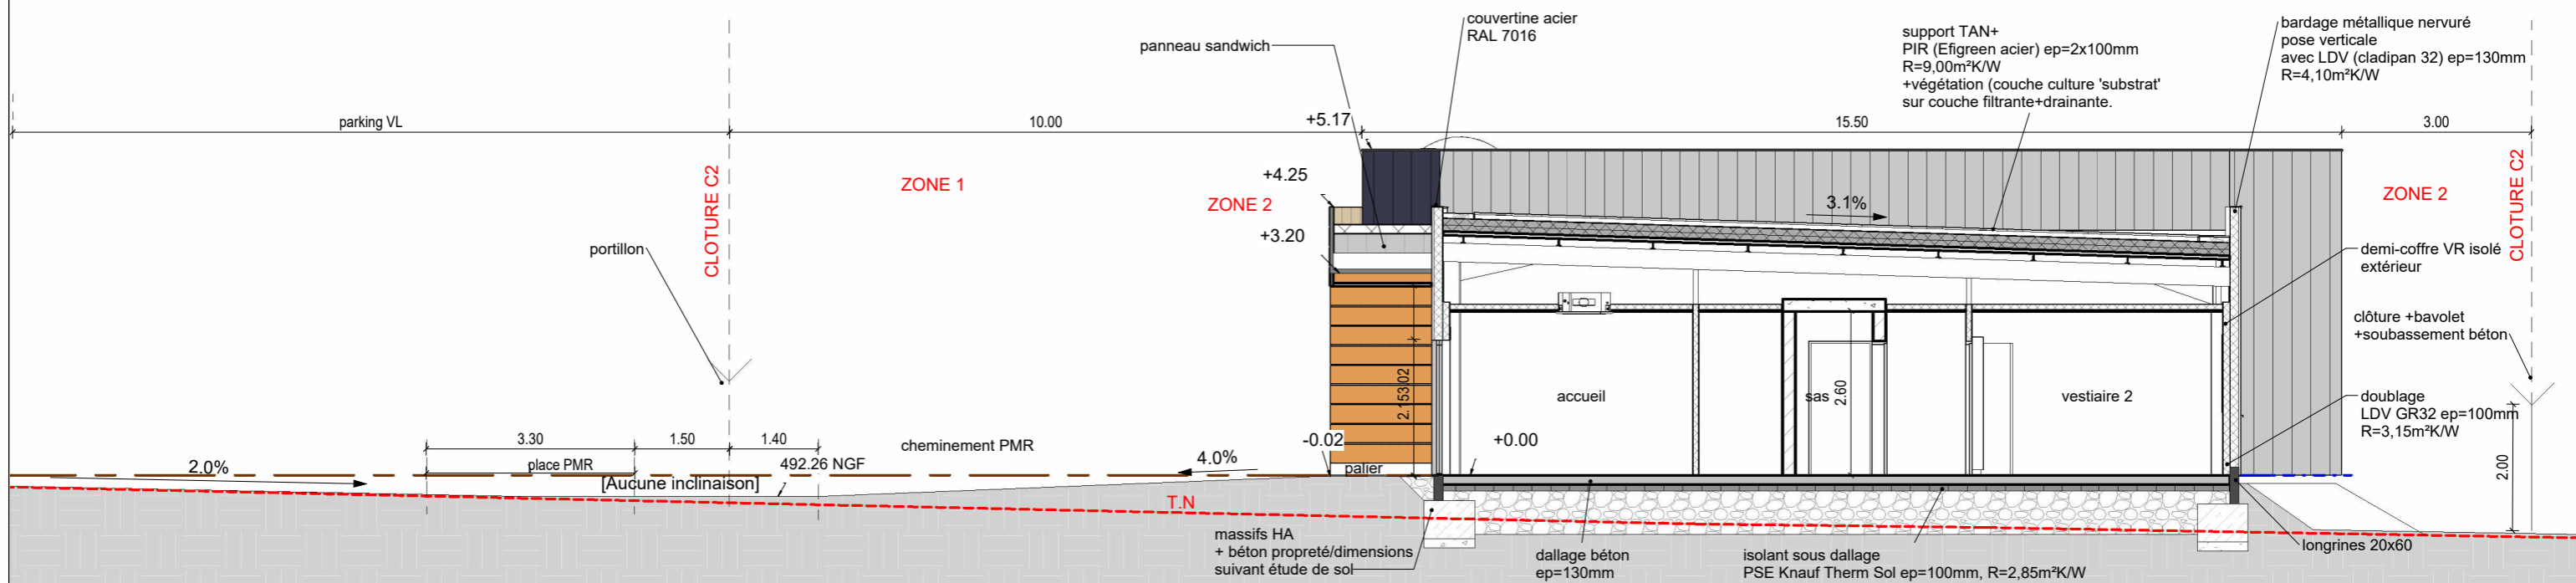 couvertine acier
RAL 7016
panneau sandwich
support TAN+
PIR (Efigreen acier) ep=2x100mm
R=9,00m²K/W
+végétation (couche culture 'substrat'
sur couche filtrante+drainante.
bardage métallique nervuré
pose verticale
avec LDV (cladipan 32) ep=130mm
R=4,10m²K/W
parking VL
10.00
+5.17
15.50
3.00
CLOTURE C2
ZONE 1
ZONE 2
+4.25
+3.20
3.1%
ZONE 2
CLOTURE C2
portillon
demi-coffre VR isolé
extérieur
clôture +bavolet
+soubassement béton
2.153.02
accueil
sas
2.60
vestiaire 2
doublage
LDV GR32 ep=100mm
R=3,15m²K/W
3.30
1.50
1.40
cheminement PMR
-0.02
+0.00
2.0%
place PMR
492.26 NGF
4.0%
palier
[Aucune inclinaison]
T.N
2.00
massifs HA
+ béton propreté/dimensions
suivant étude de sol
dallage béton
ep=130mm
isolant sous dallage
PSE Knauf Therm Sol ep=100mm, R=2,85m²K/W
longrines 20x60